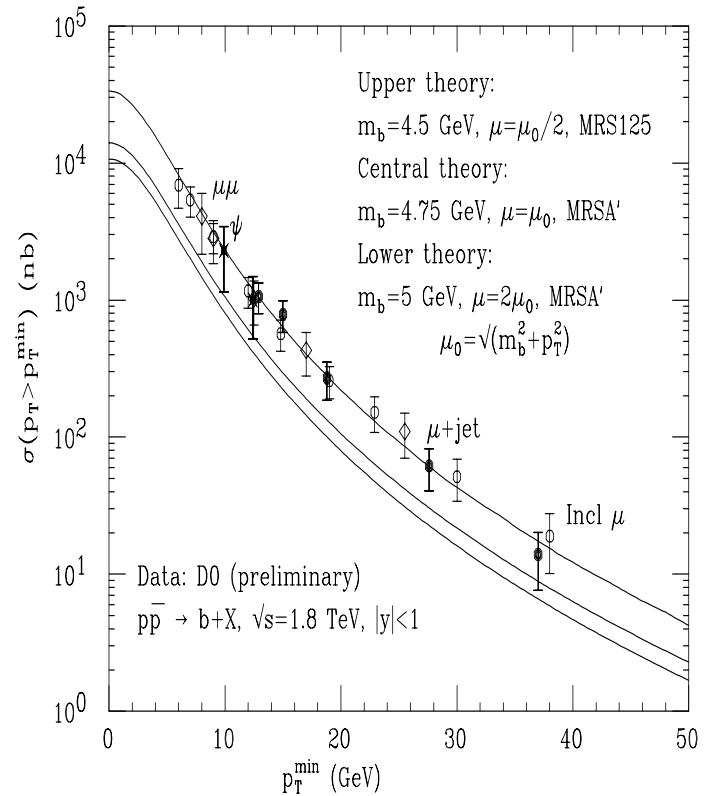 10^5
Upper theory:
m_b=4.5 GeV, μ=μ_0/2, MRS125
10^4
Central theory:
μμ
m_b=4.75 GeV, μ=μ_0, MRSA'
ψ
Lower theory:
σ(p_T>p_T^min) (nb)
10^3
m_b=5 GeV, μ=2μ_0, MRSA'
μ_0=√(m_b^2+p_T^2)
10^2
μ+jet
Incl μ
10^1
Data: D0 (preliminary)
pp̄ → b+X, √s=1.8 TeV, |y|<1
10^0
0 10 20 30 40 50
p_T^min (GeV)